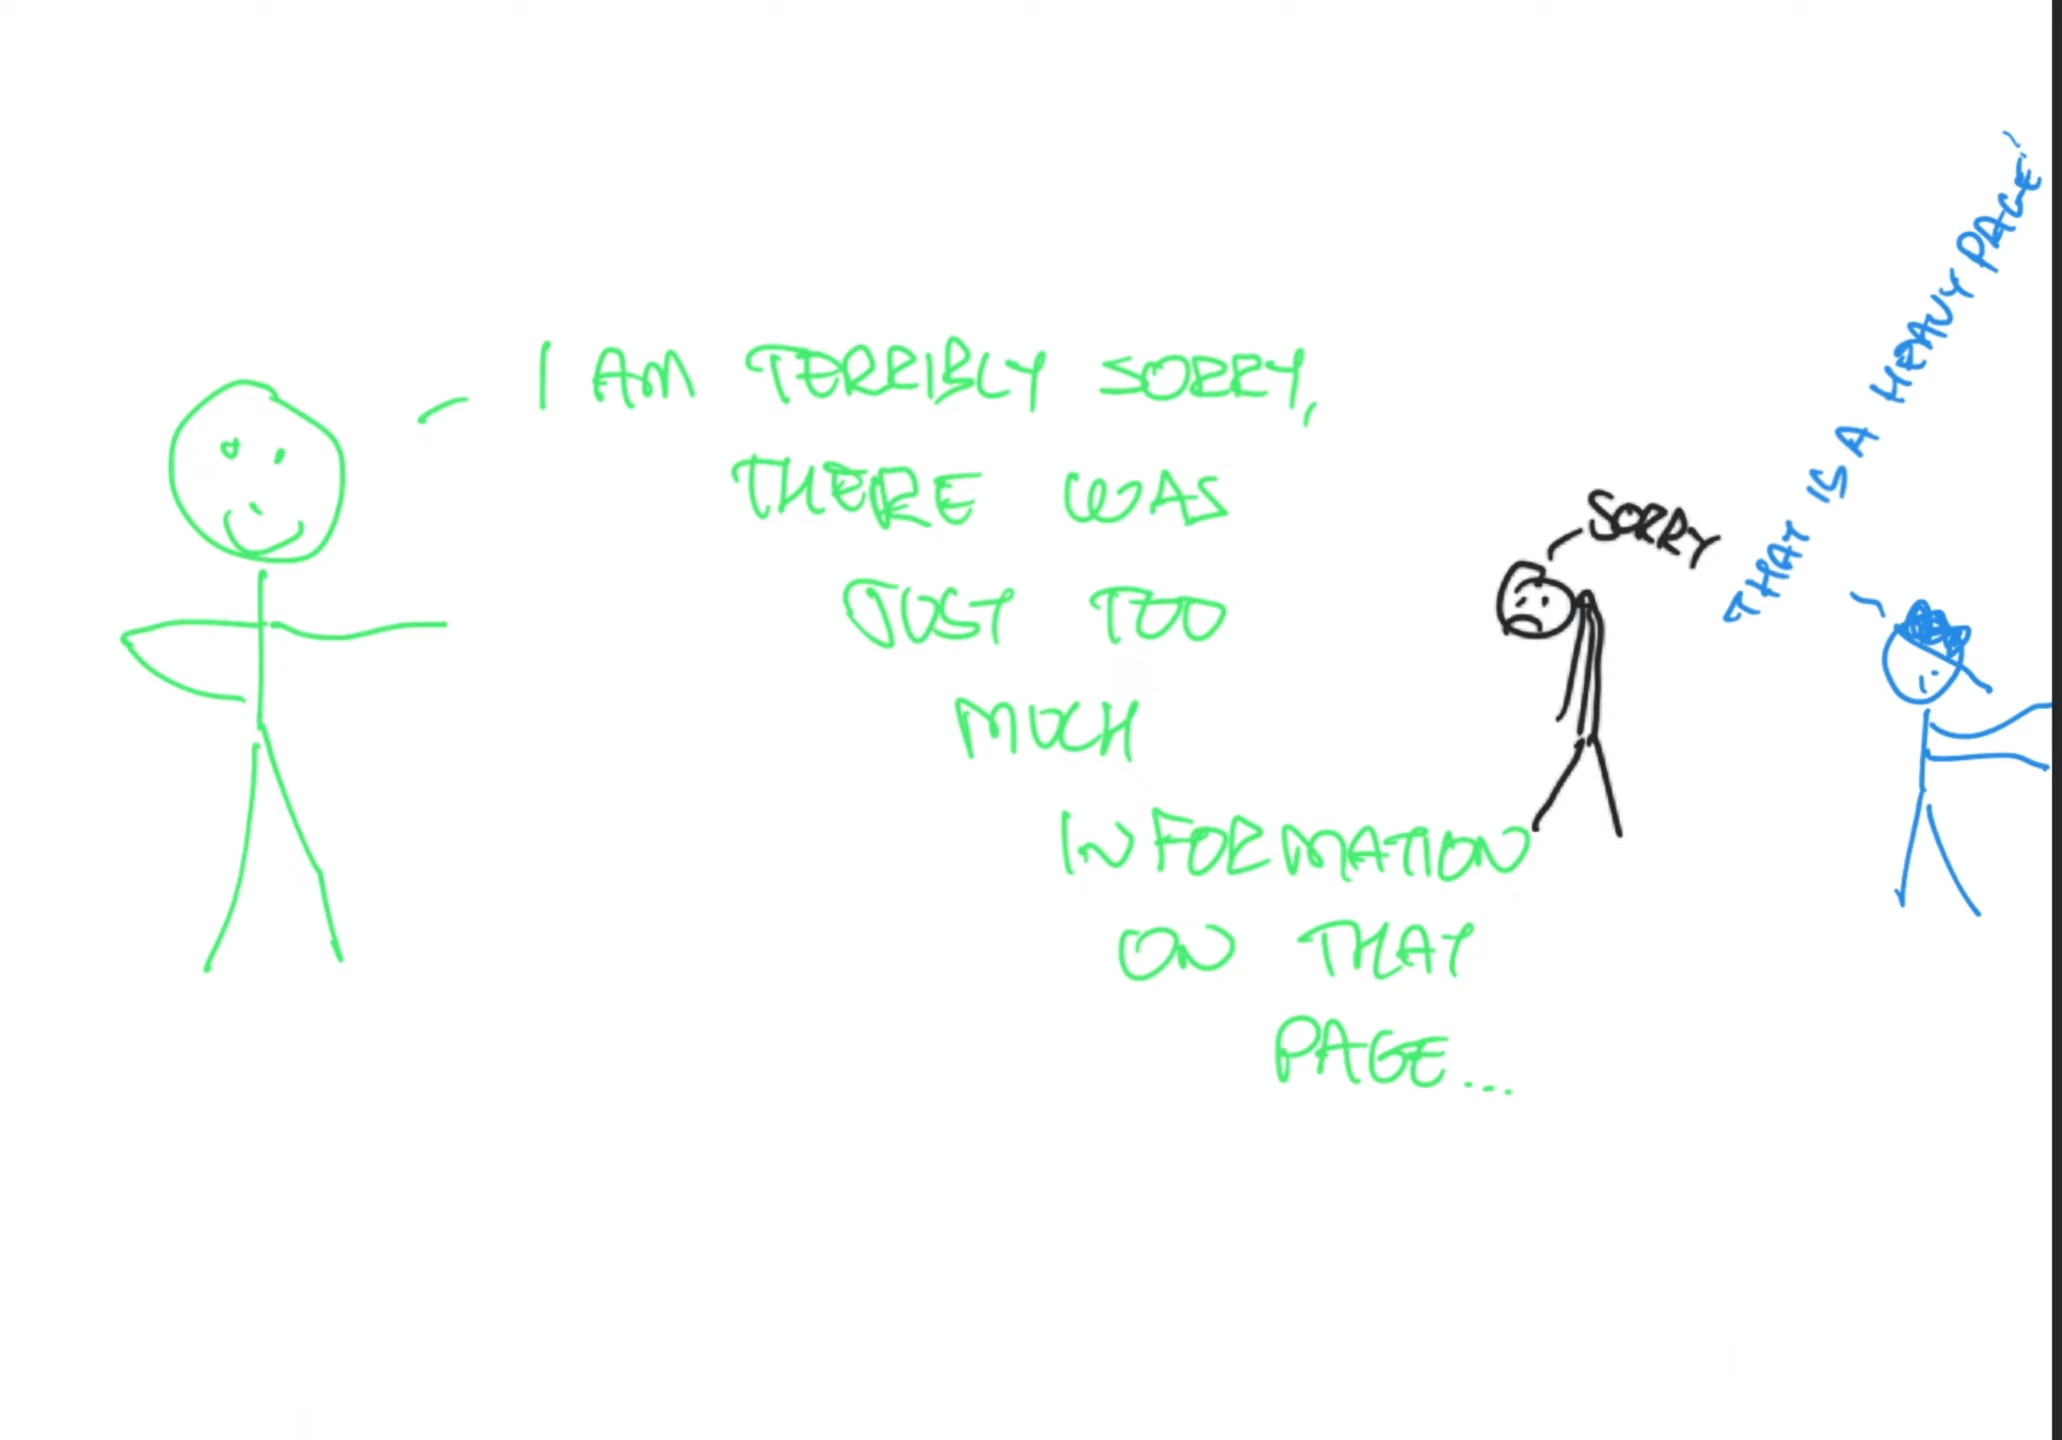 I AM TERRIBLY SORRY,
THERE WAS
JUST TOO
MUCH
INFORMATION
ON THAT
PAGE...
SORRY
THAT IS A HEAVY PAGE